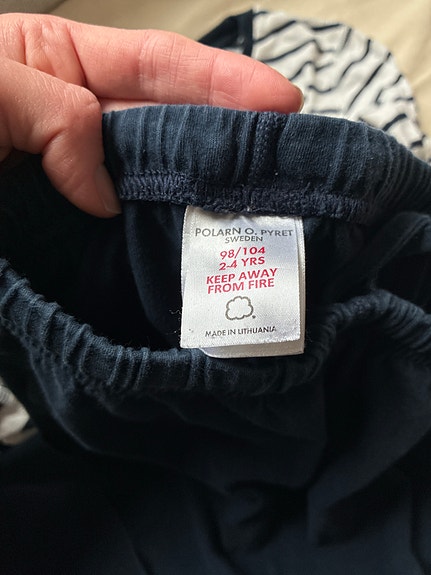 POLARN O. PYRET
SWEDEN
98/104
2-4 YRS
KEEP AWAY
FROM FIRE
MADE IN LITHUANIA